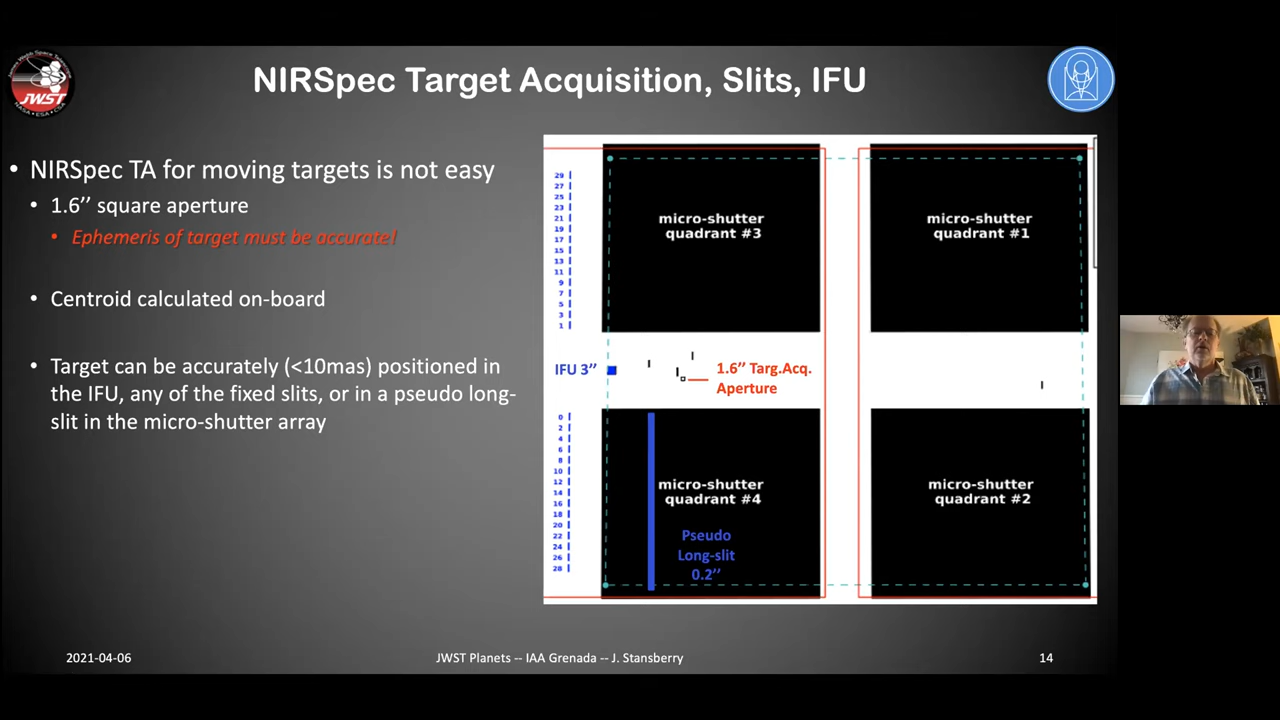 JWST
NIRSpec Target Acquisition, Slits, IFU
• NIRSpec TA for moving targets is not easy
• 1.6’’ square aperture
• Ephemeris of target must be accurate!
• Centroid calculated on-board
• Target can be accurately (<10mas) positioned in
the IFU, any of the fixed slits, or in a pseudo long-
slit in the micro-shutter array
29
27
25
23
21
19
17
15
13
11
9
7
5
3
1
micro-shutter
quadrant #3
micro-shutter
quadrant #1
IFU 3’’
1.6’’ Targ.Acq.
Aperture
0
2
4
6
8
10
12
14
16
18
20
22
24
26
28
micro-shutter
quadrant #4
Pseudo
Long-slit
0.2’’
micro-shutter
quadrant #2
2021-04-06
JWST Planets -- IAA Grenada -- J. Stansberry
14